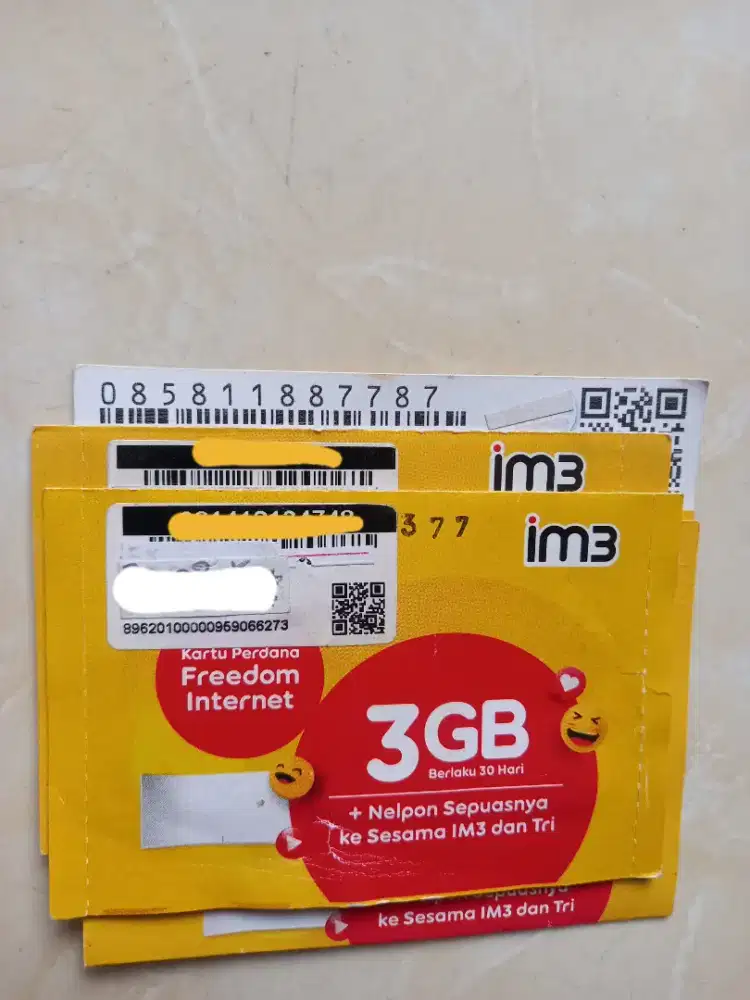 085811887787
im3
377
im3
89620100000959066273
Kartu Perdana
Freedom
Internet
3GB
Berlaku 30 Hari
+ Nelpon Sepuasnya
ke Sesama IM3 dan Tri
ke Sesama IM3 dan Tri